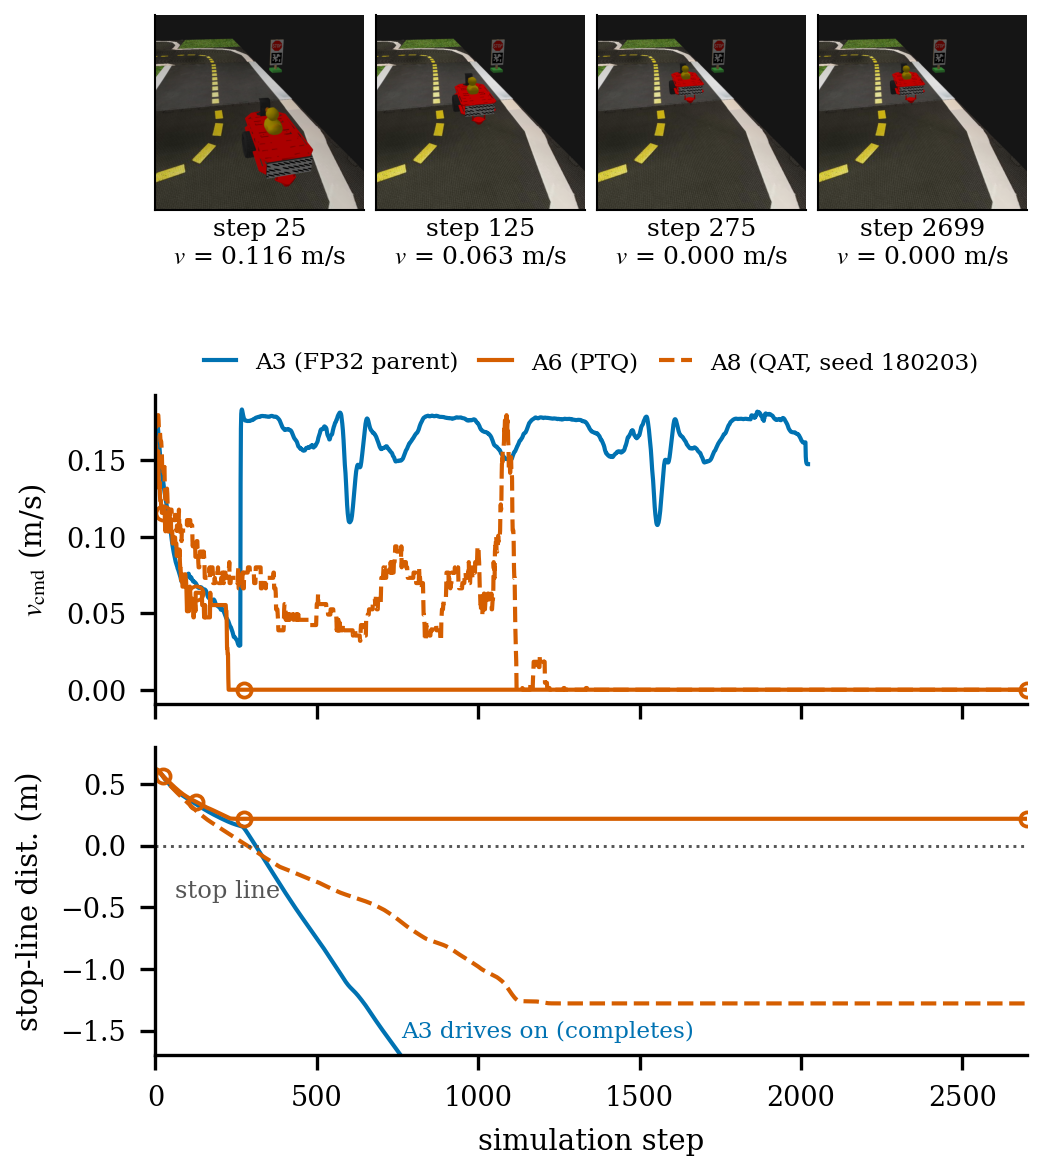 step 25
v = 0.116 m/s
step 125
v = 0.063 m/s
step 275
v = 0.000 m/s
step 2699
v = 0.000 m/s
A3 (FP32 parent)
A6 (PTQ)
A8 (QAT, seed 180203)
0.15
0.10
0.05
0.00
v_cmd (m/s)
0.5
0.0
−0.5
−1.0
−1.5
stop-line dist. (m)
stop line
A3 drives on (completes)
0
500
1000
1500
2000
2500
simulation step